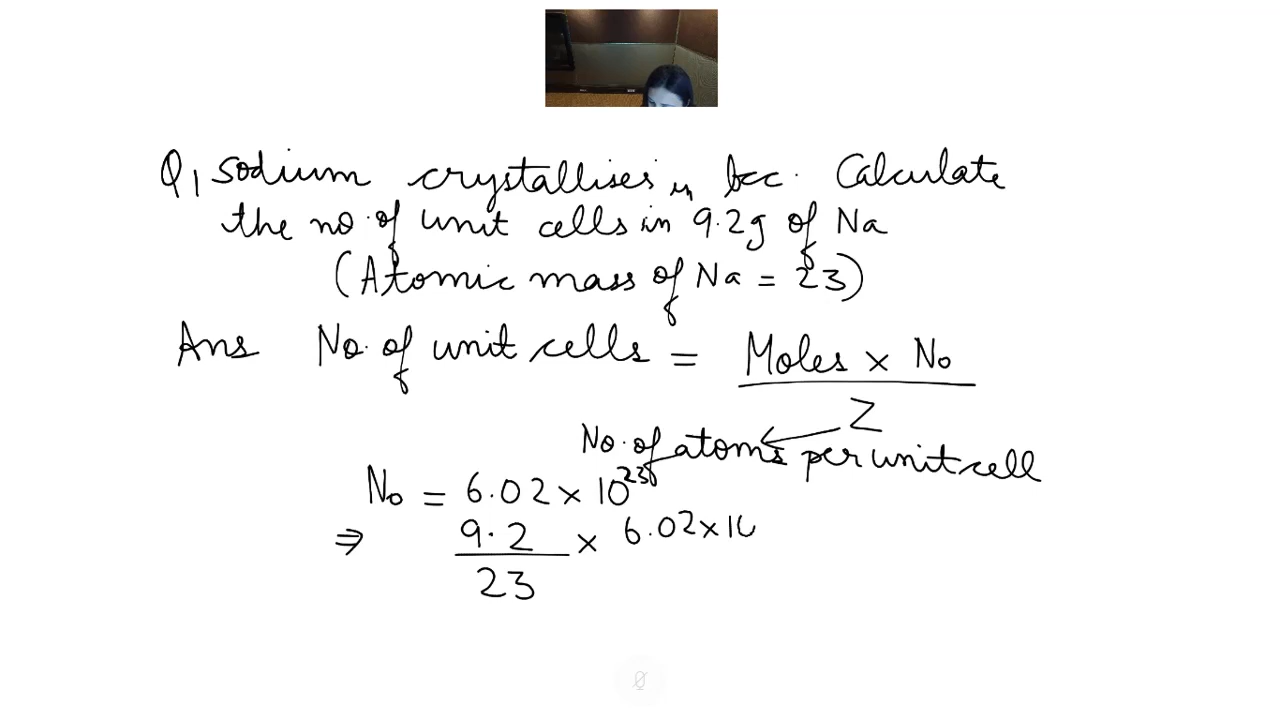 Q1 Sodium crystallises in bcc. Calculate
the no. of unit cells in 9.2g of Na
(Atomic mass of Na = 23)
Ans No. of unit cells = Moles × No
Z
No. of atoms per unit cell
No = 6.02 × 10^23
⇒ 9.2 × 6.02×10
23